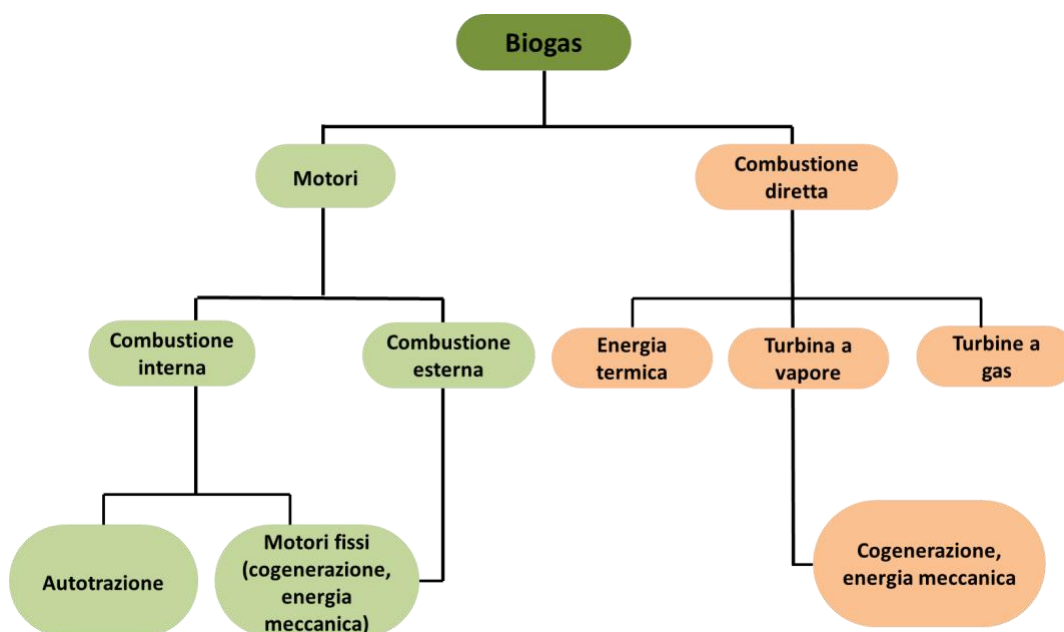 Biogas
Motori
Combustione
diretta
Combustione
interna
Combustione
esterna
Energia
termica
Turbina a
vapore
Turbine a
gas
Autotrazione
Motori fissi
(cogenerazione,
energia
meccanica)
Cogenerazione,
energia meccanica